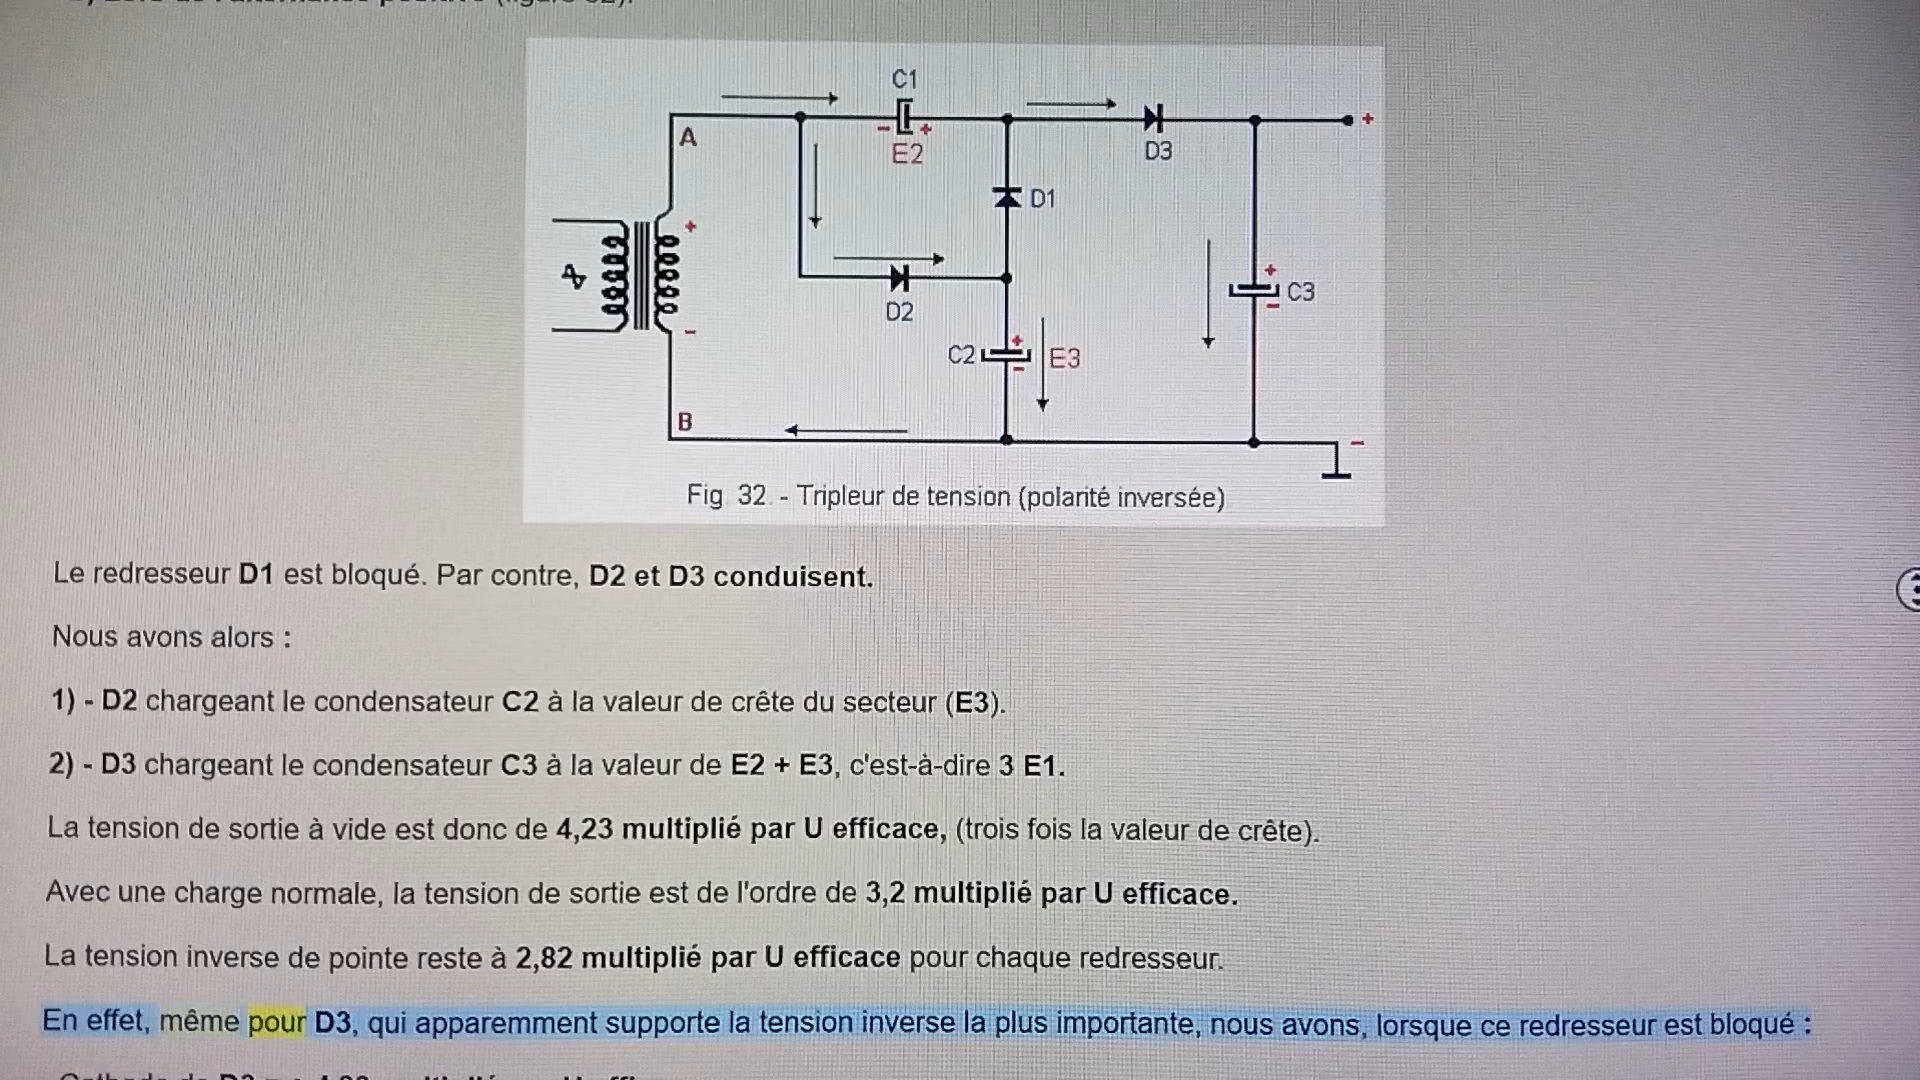 C1
A
- +
E2
D3
+
D1
+
D2
+
-
C3
C2
+
-
E3
-
B
-
Fig. 32. - Tripleur de tension (polarité inversée)
Le redresseur D1 est bloqué. Par contre, D2 et D3 conduisent.
Nous avons alors :
1) - D2 chargeant le condensateur C2 à la valeur de crête du secteur (E3).
2) - D3 chargeant le condensateur C3 à la valeur de E2 + E3, c'est-à-dire 3 E1.
La tension de sortie à vide est donc de 4,23 multiplié par U efficace, (trois fois la valeur de crête).
Avec une charge normale, la tension de sortie est de l'ordre de 3,2 multiplié par U efficace.
La tension inverse de pointe reste à 2,82 multiplié par U efficace pour chaque redresseur.
En effet, même pour D3, qui apparemment supporte la tension inverse la plus importante, nous avons, lorsque ce redresseur est bloqué :